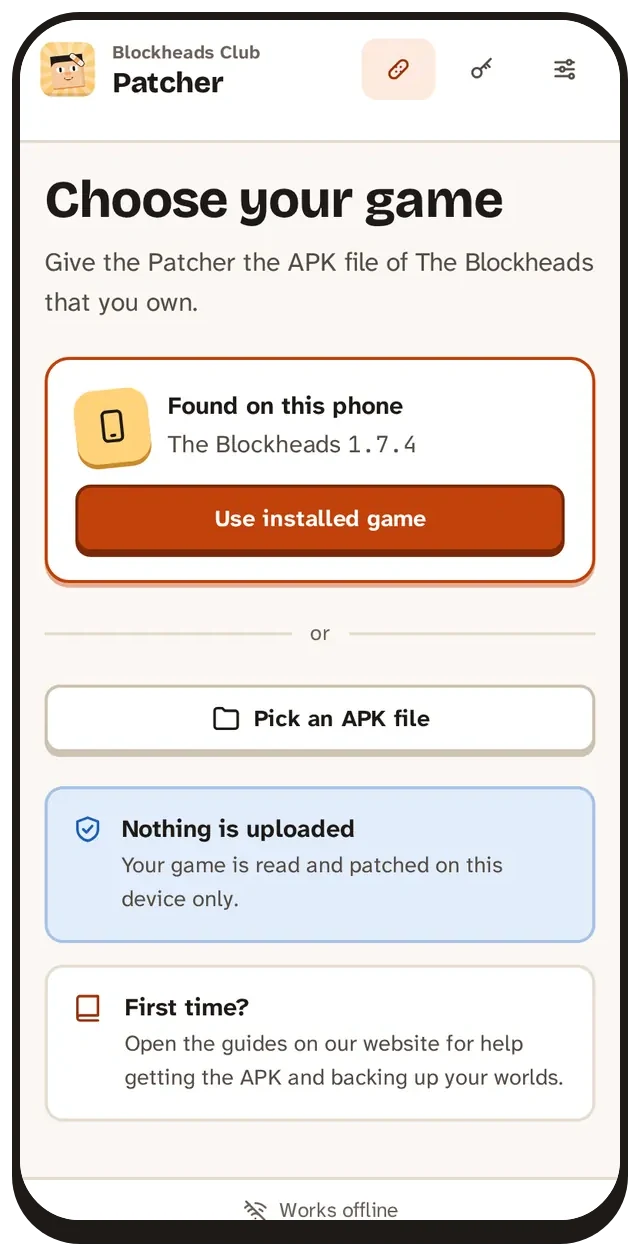 Blockheads Club
Patcher
Choose your game
Give the Patcher the APK file of The Blockheads
that you own.
Found on this phone
The Blockheads 1.7.4
Use installed game
or
Pick an APK file
Nothing is uploaded
Your game is read and patched on this
device only.
First time?
Open the guides on our website for help
getting the APK and backing up your worlds.
Works offline